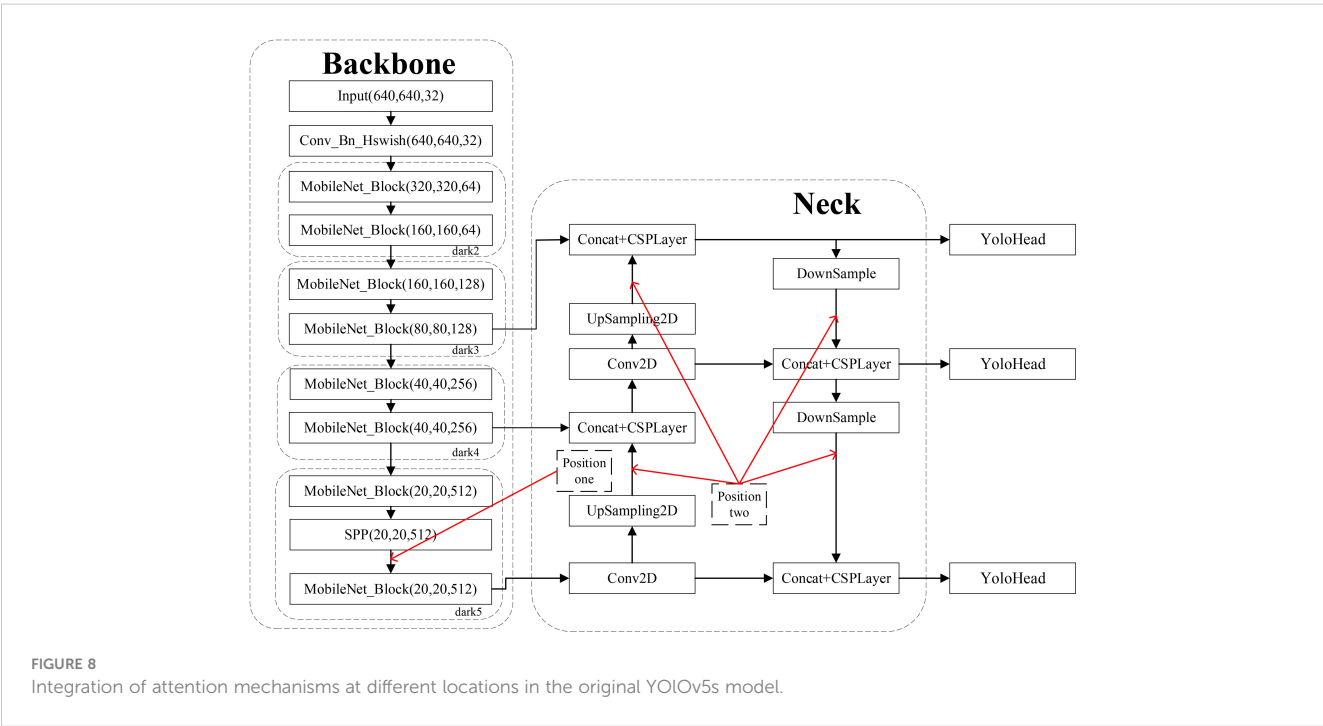 Backbone
Input(640,640,32)
Conv_Bn_Hswish(640,640,32)
MobileNet_Block(320,320,64)
MobileNet_Block(160,160,64)
dark2
MobileNet_Block(160,160,128)
MobileNet_Block(80,80,128)
dark3
MobileNet_Block(40,40,256)
MobileNet_Block(40,40,256)
dark4
MobileNet_Block(20,20,512)
SPP(20,20,512)
MobileNet_Block(20,20,512)
dark5
Neck
Concat+CSPLayer
UpSampling2D
Conv2D
Concat+CSPLayer
Position
one
UpSampling2D
Conv2D
DownSample
Concat+CSPLayer
DownSample
Position
two
Concat+CSPLayer
YoloHead
YoloHead
YoloHead
FIGURE 8
Integration of attention mechanisms at different locations in the original YOlOv5s model.